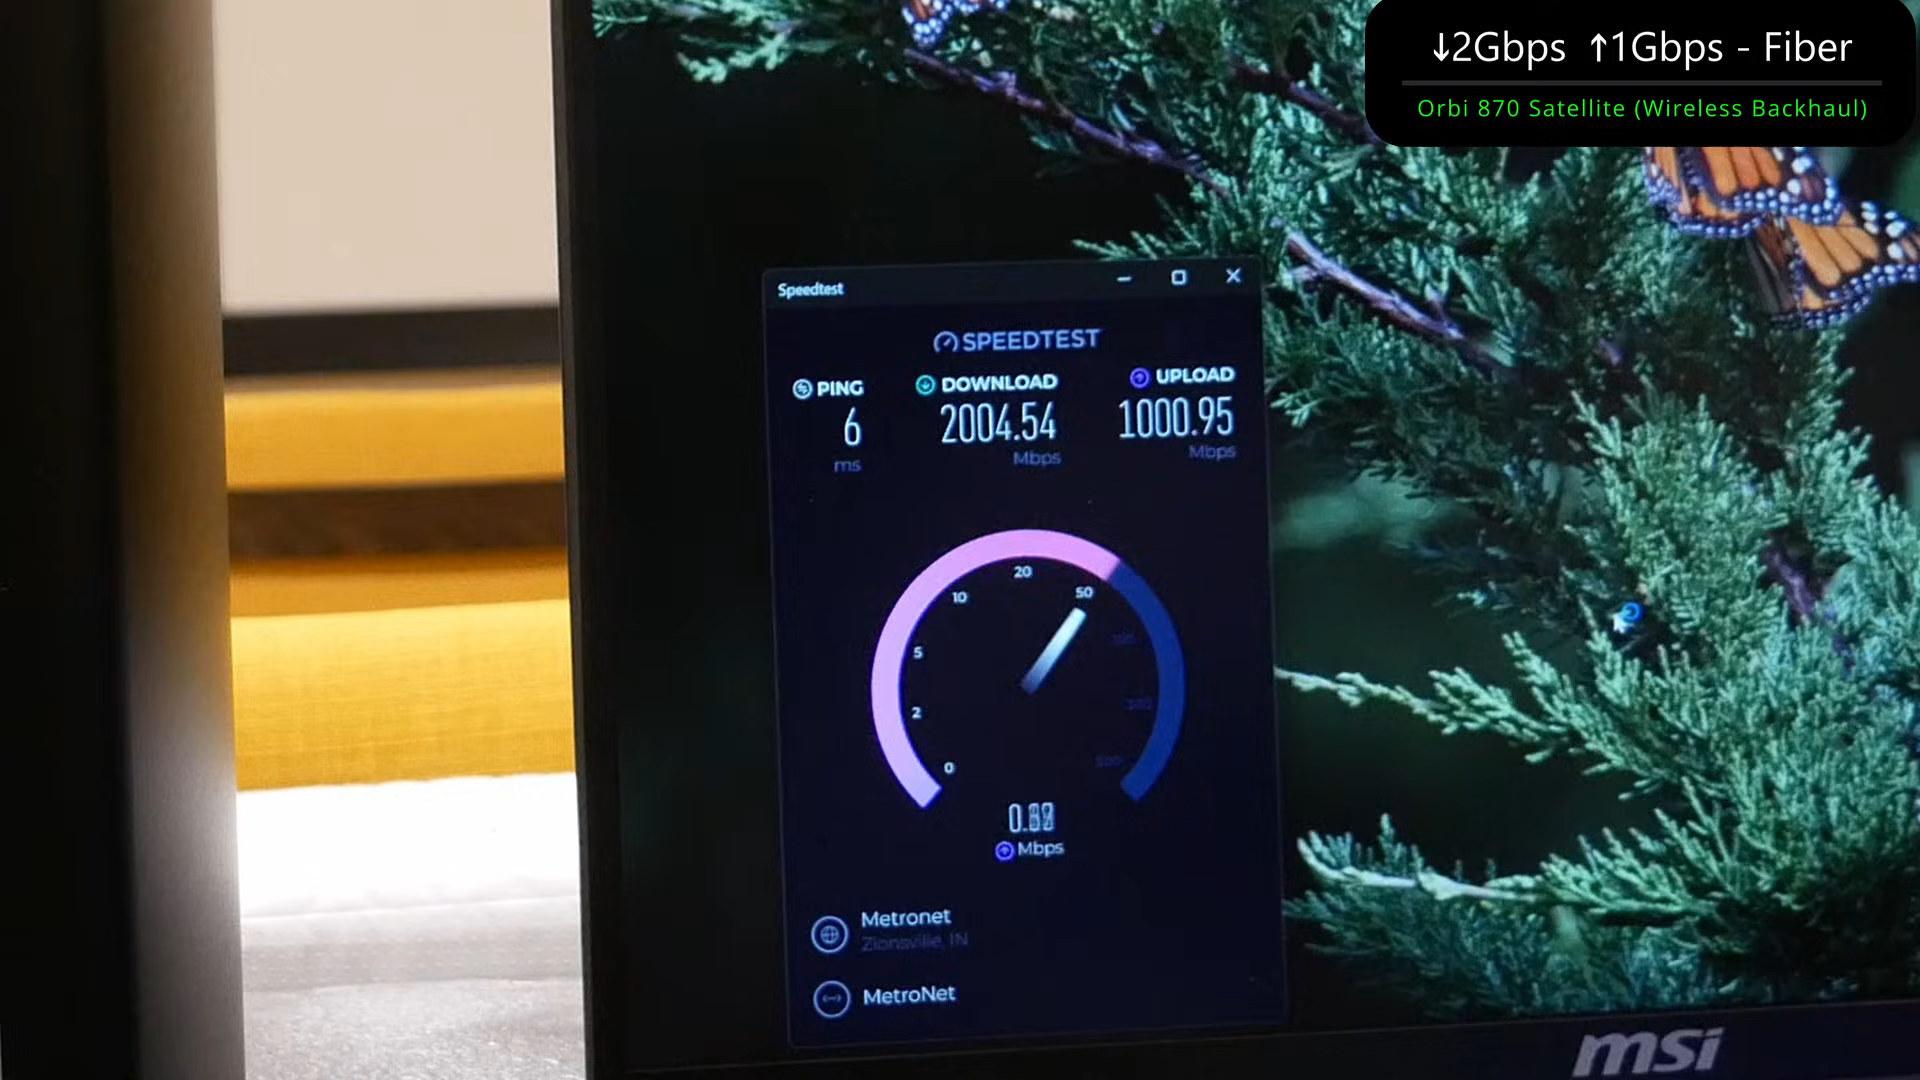 ↓2Gbps ↑1Gbps - Fiber
Orbi 870 Satellite (Wireless Backhaul)
Speedtest
SPEEDTEST
PING
6
ms
DOWNLOAD
2004.54
Mbps
UPLOAD
1000.95
Mbps
0
2
5
10
20
50
Mbps
Metronet
Zionsville, IN
MetroNet
msi